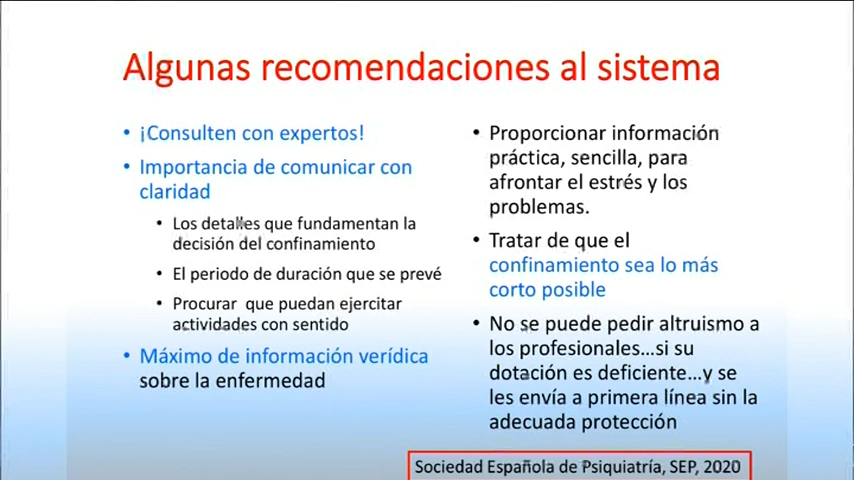 Algunas recomendaciones al sistema
• ¡Consulten con expertos!
• Importancia de comunicar con
claridad
• Los detalles que fundamentan la
decisión del confinamiento
• El periodo de duración que se prevé
• Procurar que puedan ejercitar
actividades con sentido
• Máximo de información verídica
sobre la enfermedad
• Proporcionar información
práctica, sencilla, para
afrontar el estrés y los
problemas.
• Tratar de que el
confinamiento sea lo más
corto posible
• No se puede pedir altruismo a
los profesionales...si su
dotación es deficiente...y se
les envía a primera línea sin la
adecuada protección
Sociedad Española de Psiquiatría, SEP, 2020